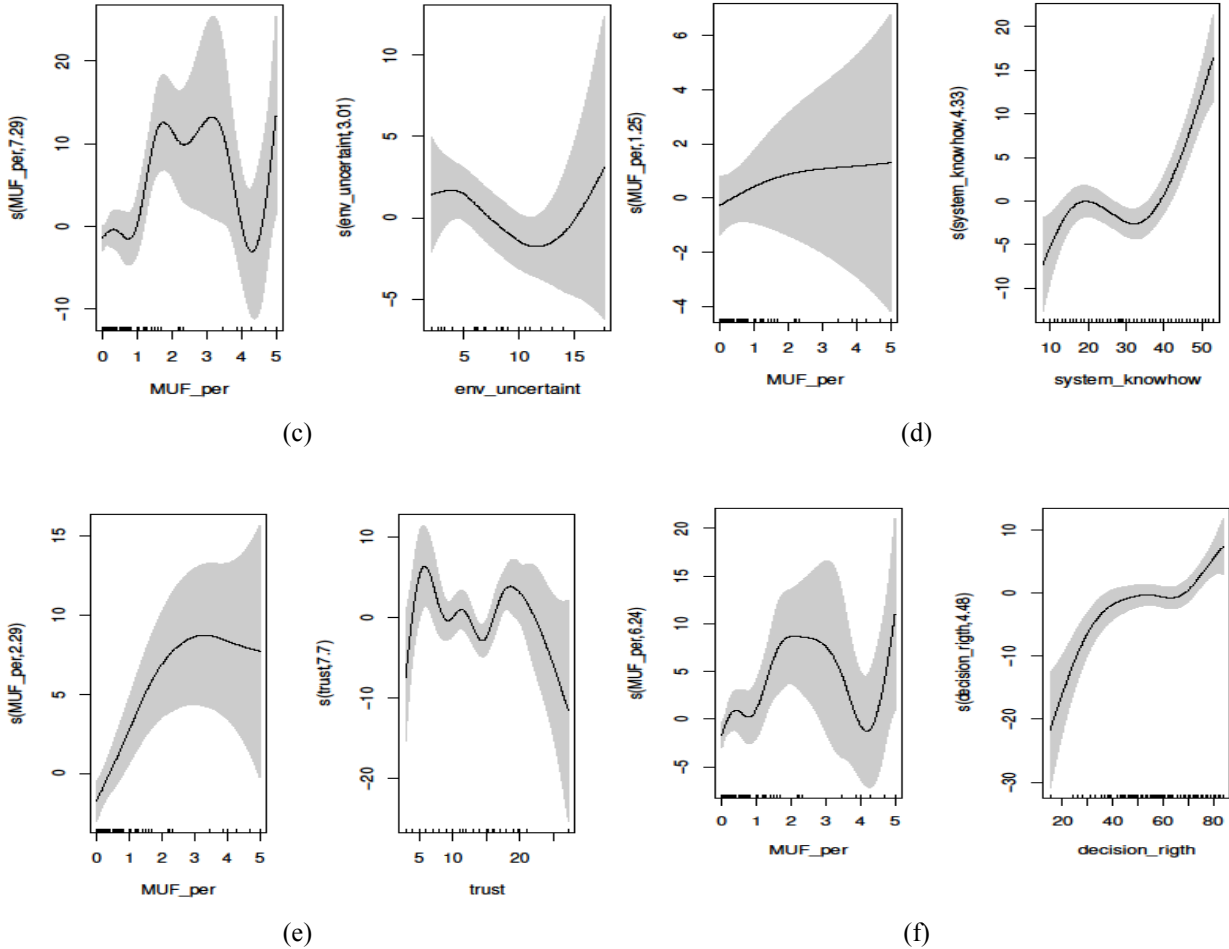 s(MUF_per,7.29)
20
10
0
−10
0 1 2 3 4 5
MUF_per
s(env_uncertaint,3.01)
10
5
0
−5
5 10 15
env_uncertaint
(c)
s(MUF_per,1.25)
6
4
2
0
−2
−4
0 1 2 3 4 5
MUF_per
s(system_knowhow,4.33)
20
15
10
5
0
−5
−10
10 20 30 40 50
system_knowhow
(d)
s(MUF_per,2.29)
15
10
5
0
0 1 2 3 4 5
MUF_per
s(trust,7.7)
10
0
−10
−20
5 10 20
trust
(e)
s(MUF_per,6.24)
20
15
10
5
0
−5
0 1 2 3 4 5
MUF_per
s(decision_rigth,4.48)
10
0
−10
−20
−30
20 40 60 80
decision_rigth
(f)